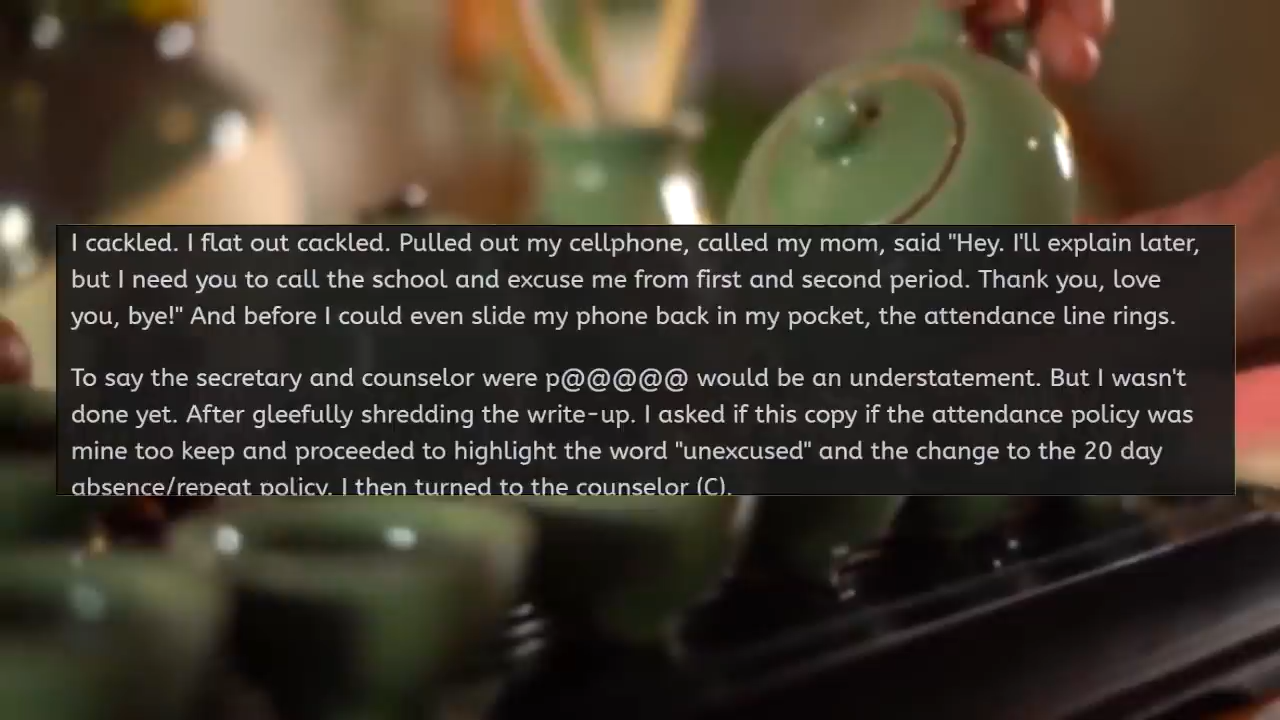 I cackled. I flat out cackled. Pulled out my cellphone, called my mom, said "Hey. I'll explain later,
but I need you to call the school and excuse me from first and second period. Thank you, love
you, bye!" And before I could even slide my phone back in my pocket, the attendance line rings.
To say the secretary and counselor were p@@@@@ would be an understatement. But I wasn't
done yet. After gleefully shredding the write-up. I asked if this copy if the attendance policy was
mine too keep and proceeded to highlight the word "unexcused" and the change to the 20 day
absence/repeat policy. I then turned to the counselor (C).